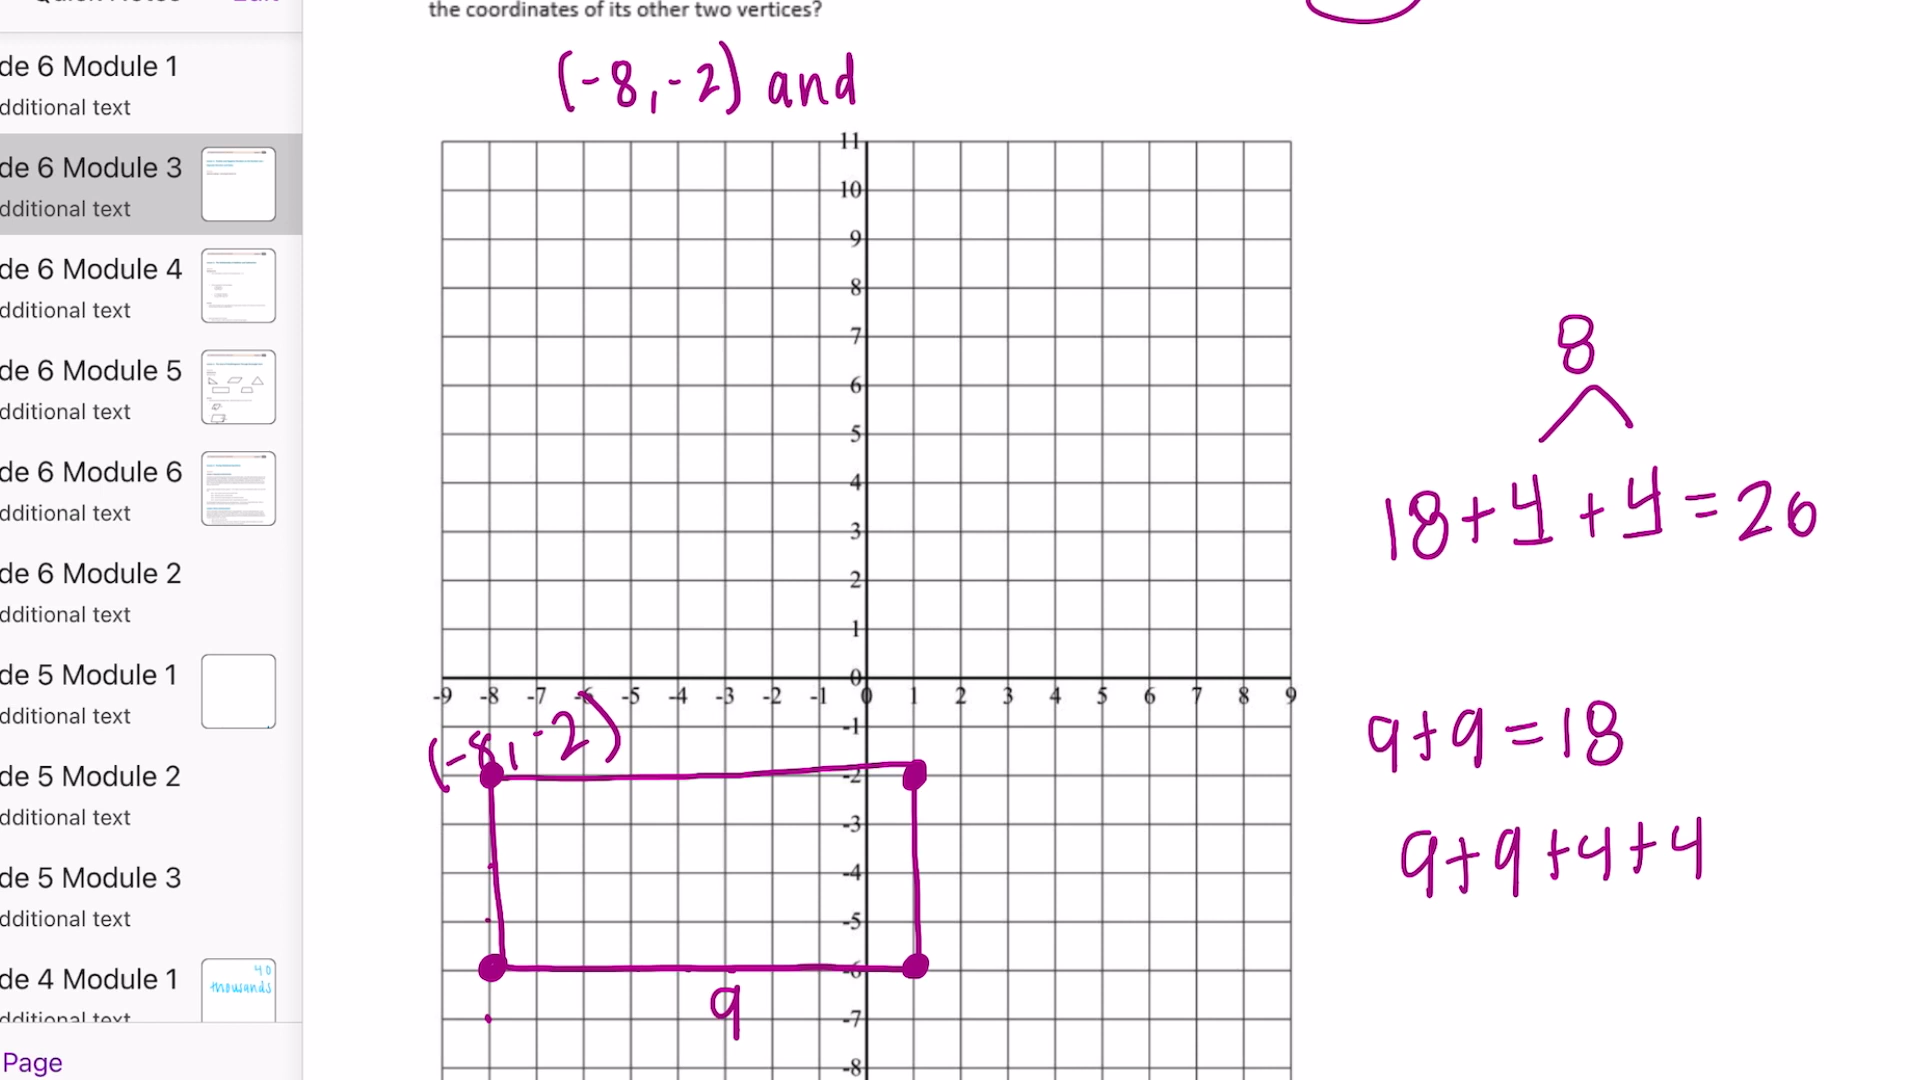 de 6 Module 1
dditional text
de 6 Module 3
dditional text
de 6 Module 4
dditional text
de 6 Module 5
dditional text
de 6 Module 6
dditional text
de 6 Module 2
dditional text
de 5 Module 1
dditional text
de 5 Module 2
dditional text
de 5 Module 3
dditional text
de 4 Module 1
dditional text
40
thousands
Page
the coordinates of its other two vertices?
(-8,-2) and
11
10
9
8
7
6
5
4
3
2
1
0
-9 -8 -7 -6 -5 -4 -3 -2 -1 0 1 2 3 4 5 6 7 8 9
-1
-2
-3
-4
-5
-6
-7
-8
(-8,-2)
9
8
18+4+4=26
9+9=18
9+9+4+4